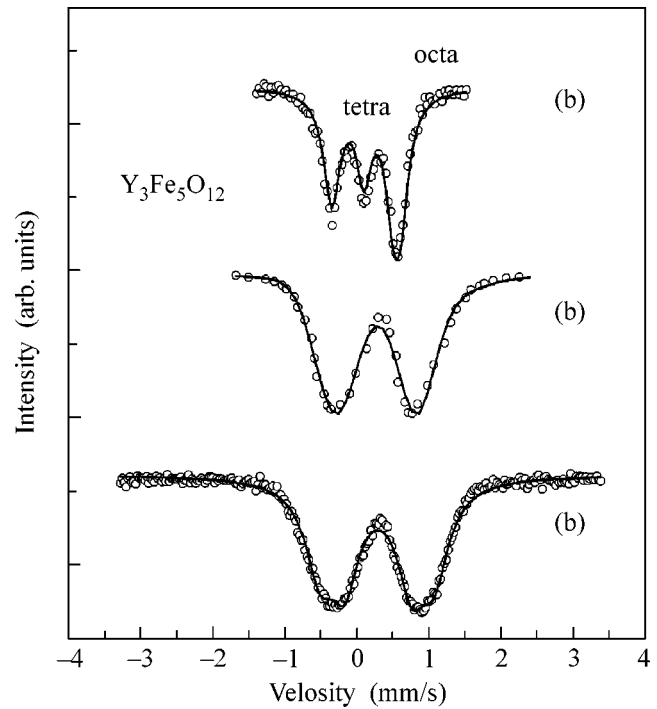 octa
tetra
(b)
Y₃Fe₅O₁₂
(b)
(b)
Intensity (arb. units)
–4 –3 –2 –1 0 1 2 3 4
Velosity (mm/s)